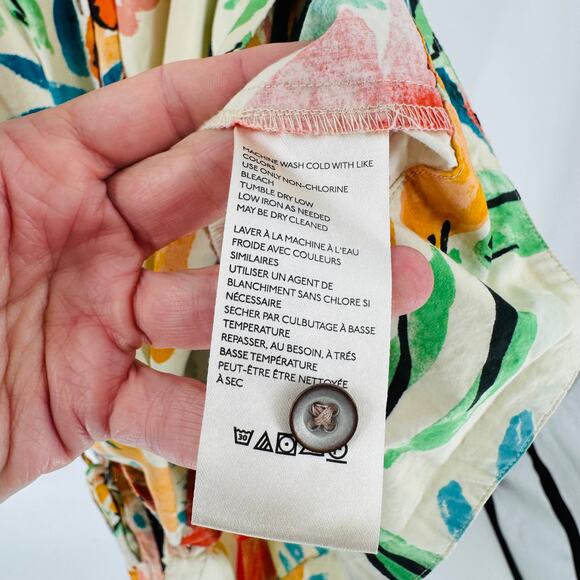 MACHINE WASH COLD WITH LIKE
COLORS
USE ONLY NON-CHLORINE
BLEACH
TUMBLE DRY LOW
LOW IRON AS NEEDED
MAY BE DRY CLEANED
LAVER À LA MACHINE À L'EAU
FROIDE AVEC COULEURS
SIMILAIRES
UTILISER UN AGENT DE
BLANCHIMENT SANS CHLORE SI
NÉCESSAIRE
SECHER PAR CULBUTAGE À BASSE
TEMPERATURE
REPASSER, AU BESOIN, À TRÉS
BASSE TEMPÉRATURE
PEUT-ÊTRE ÊTRE NETTOYÉE
À SEC
30